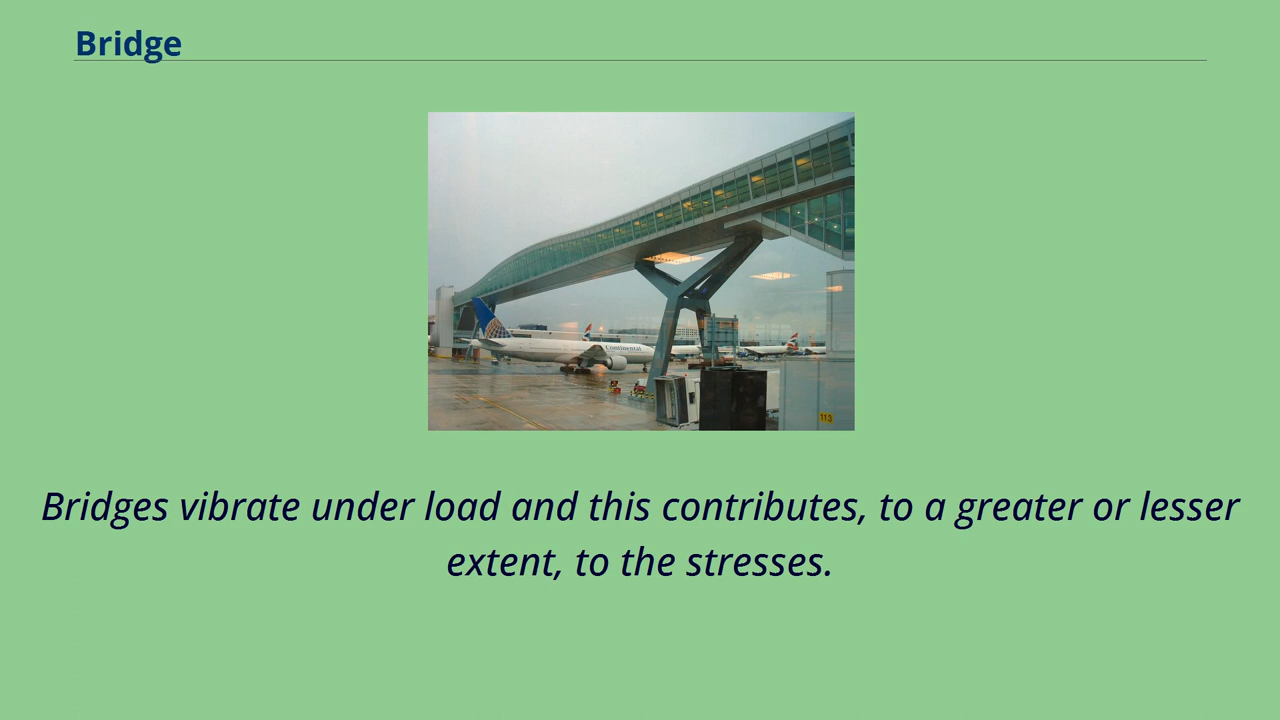 Bridge
Continental
113
Bridges vibrate under load and this contributes, to a greater or lesser
extent, to the stresses.